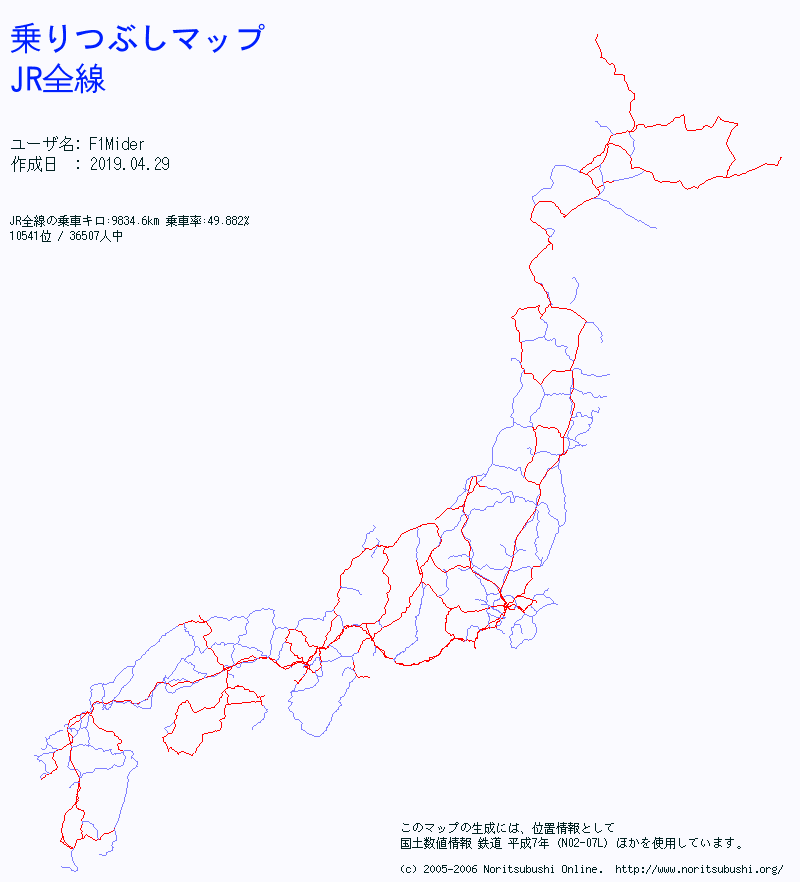 乗りつぶしマップ
JR全線
ユーザ名: F1Mider
作成日 : 2019.04.29
JR全線の乗車キロ:9834.6km 乗車率:49.882%
10541位 / 36507人中
このマップの生成には、位置情報として
国土数値情報 鉄道 平成7年 (N02-07L) ほかを使用しています。
(c) 2005-2006 Noritsubushi Online. http://www.noritsubushi.org/